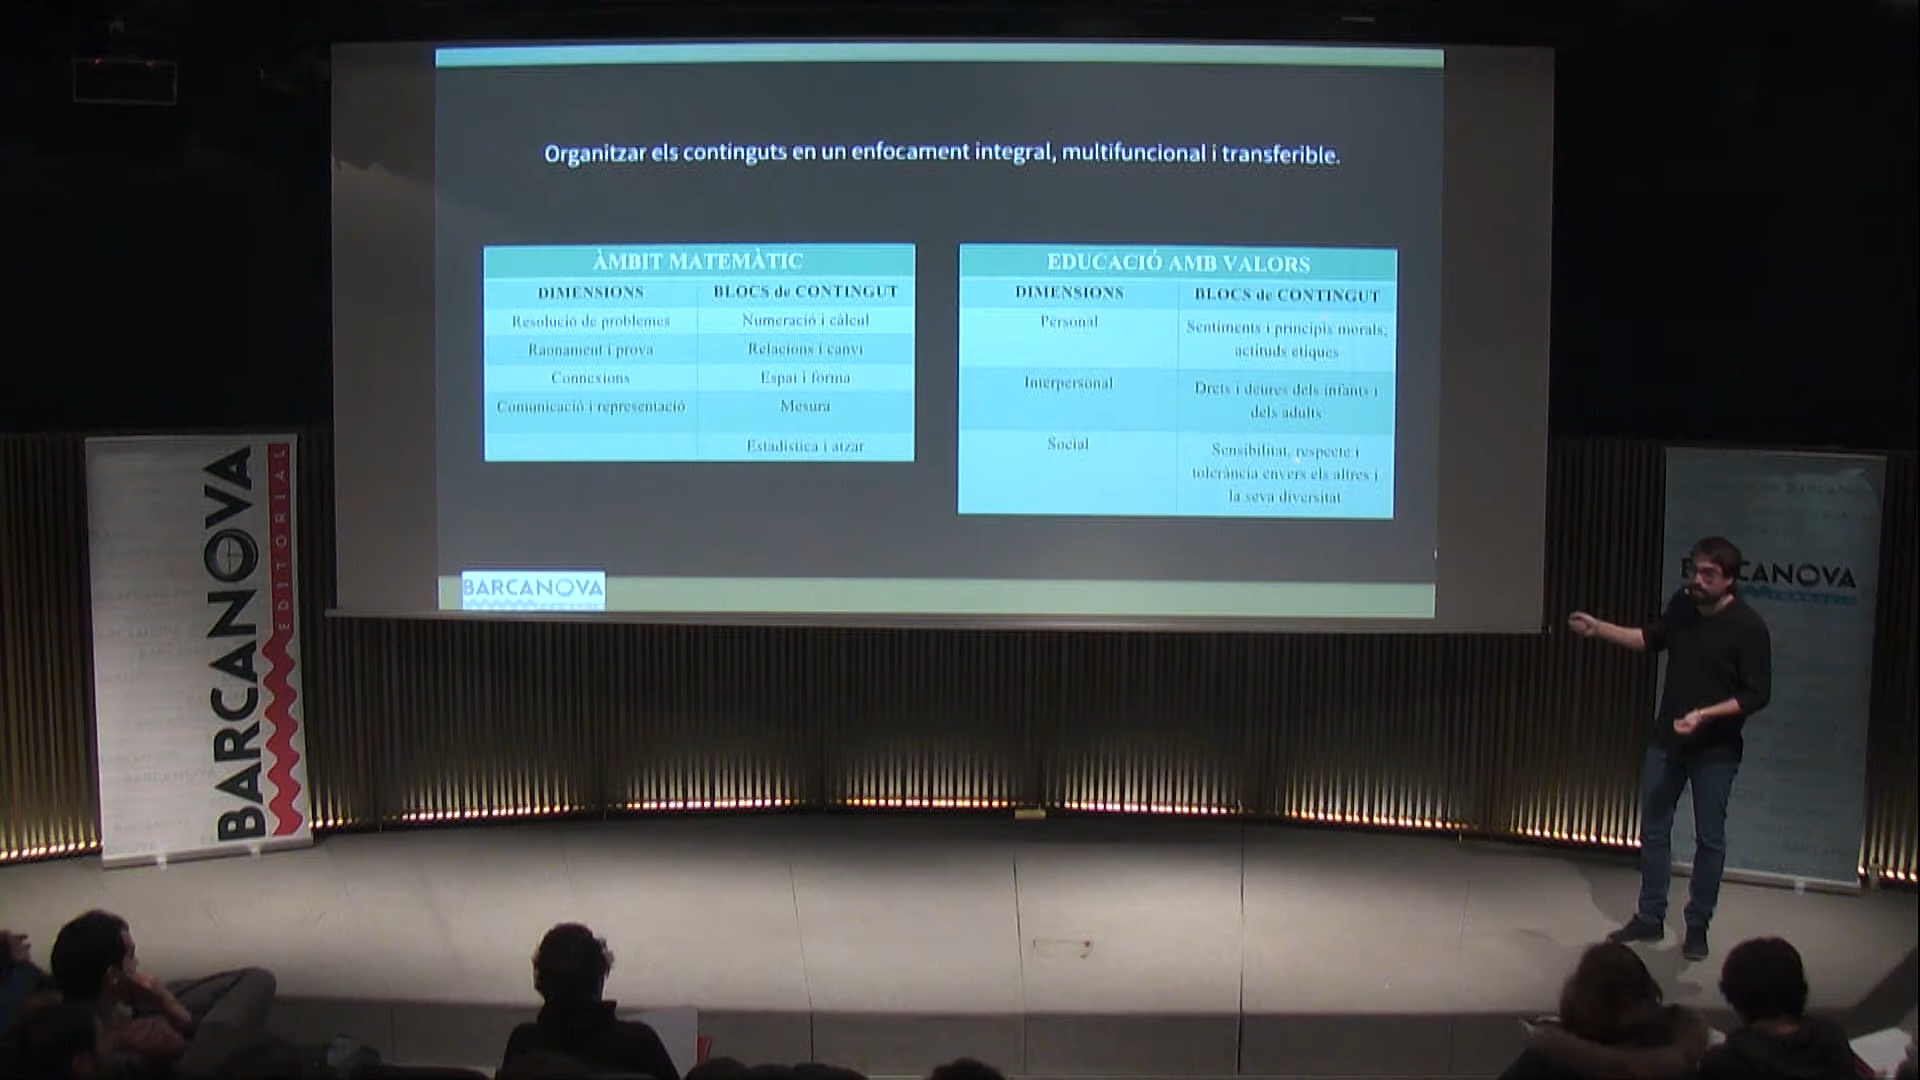 Organitzar els continguts en un enfocament integral, multifuncional i transferible.
ÀMBIT MATEMÀTIC
DIMENSIONS
BLOCS de CONTINGUT
Resolució de problemes
Numeració i càlcul
Raonament i prova
Relacions i canvi
Connexions
Espai i forma
Comunicació i representació
Mesura
Estadística i atzar
EDUCACIÓ AMB VALORS
DIMENSIONS
BLOCS de CONTINGUT
Personal
Sentiments i principis morals,
actituds ètiques
Interpersonal
Drets i deures dels infants i
dels adults
Social
Sensibilitat, respecte i
tolerància envers els altres i
la seva diversitat
BARCANOVA
BARCANOVA
EDITORIAL
CANOVA